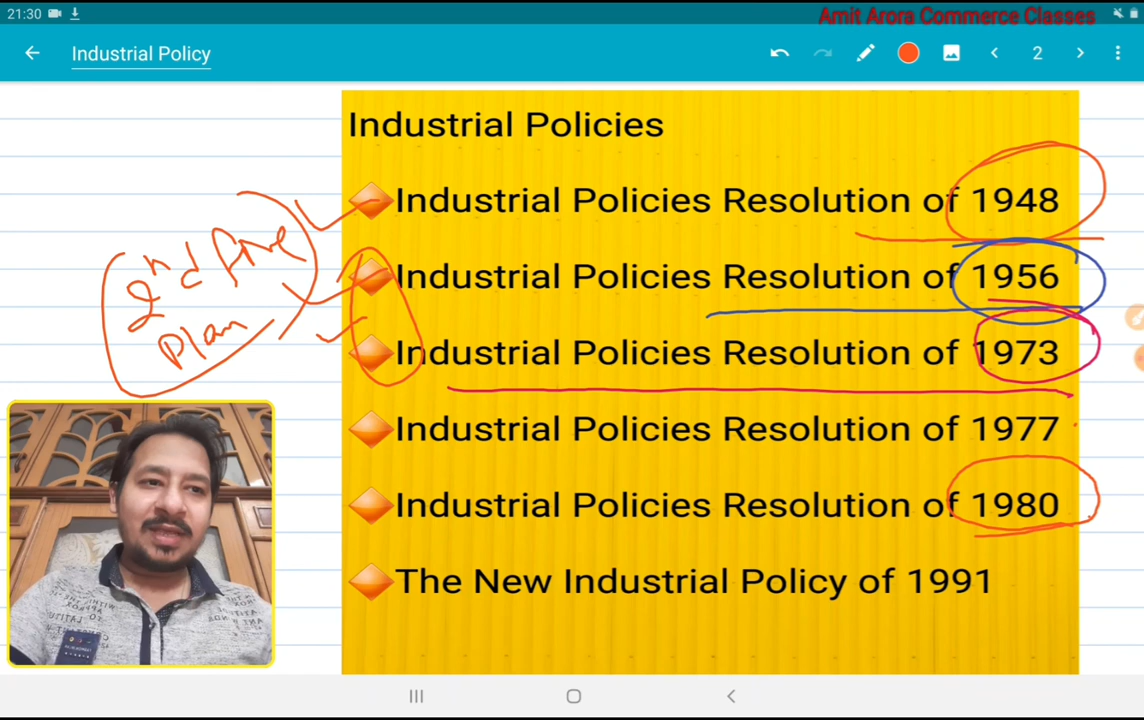 21:30
Amit Arora Commerce Classes
Industrial Policy
2
Industrial Policies
Industrial Policies Resolution of 1948
Industrial Policies Resolution of 1956
Industrial Policies Resolution of 1973
Industrial Policies Resolution of 1977
Industrial Policies Resolution of 1980
The New Industrial Policy of 1991
2nd five
Plan